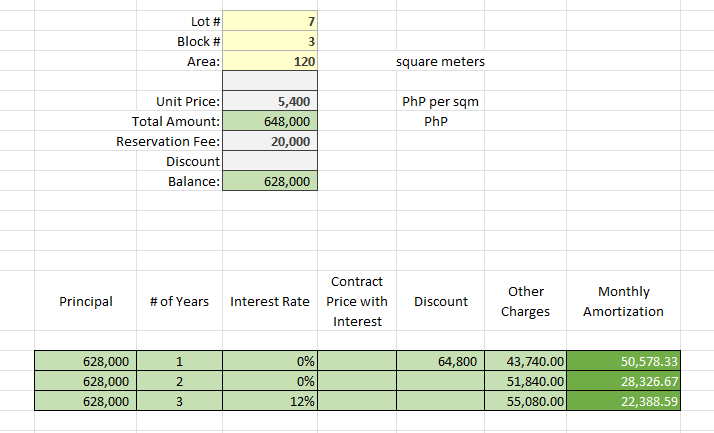 Lot # 7
Block # 3
Area: 120 square meters
Unit Price: 5,400 PhP per sqm
Total Amount: 648,000 PhP
Reservation Fee: 20,000
Discount
Balance: 628,000
Principal # of Years Interest Rate Contract Price with Interest Discount Other Charges Monthly Amortization
628,000 1 0% 64,800 43,740.00 50,578.33
628,000 2 0% 51,840.00 28,326.67
628,000 3 12% 55,080.00 22,388.59